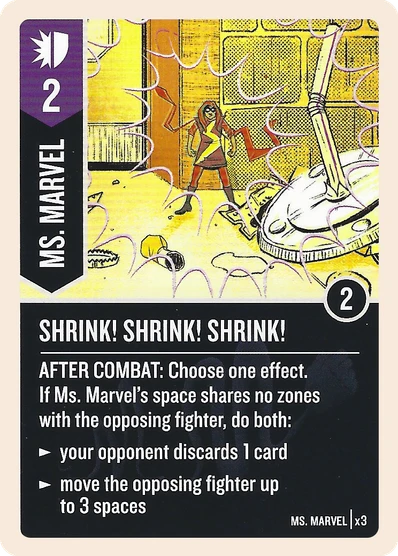 2
MS. MARVEL
2
SHRINK! SHRINK! SHRINK!
AFTER COMBAT: Choose one effect.
If Ms. Marvel's space shares no zones
with the opposing fighter, do both:
► your opponent discards 1 card
► move the opposing fighter up
to 3 spaces
MS. MARVEL | x3